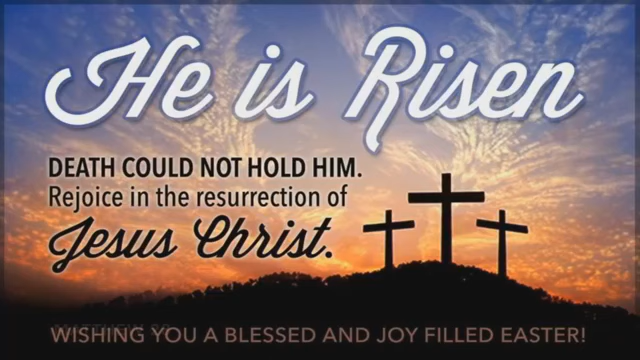 He is Risen
DEATH COULD NOT HOLD HIM.
Rejoice in the resurrection of
Jesus Christ.
WISHING YOU A BLESSED AND JOY FILLED EASTER!